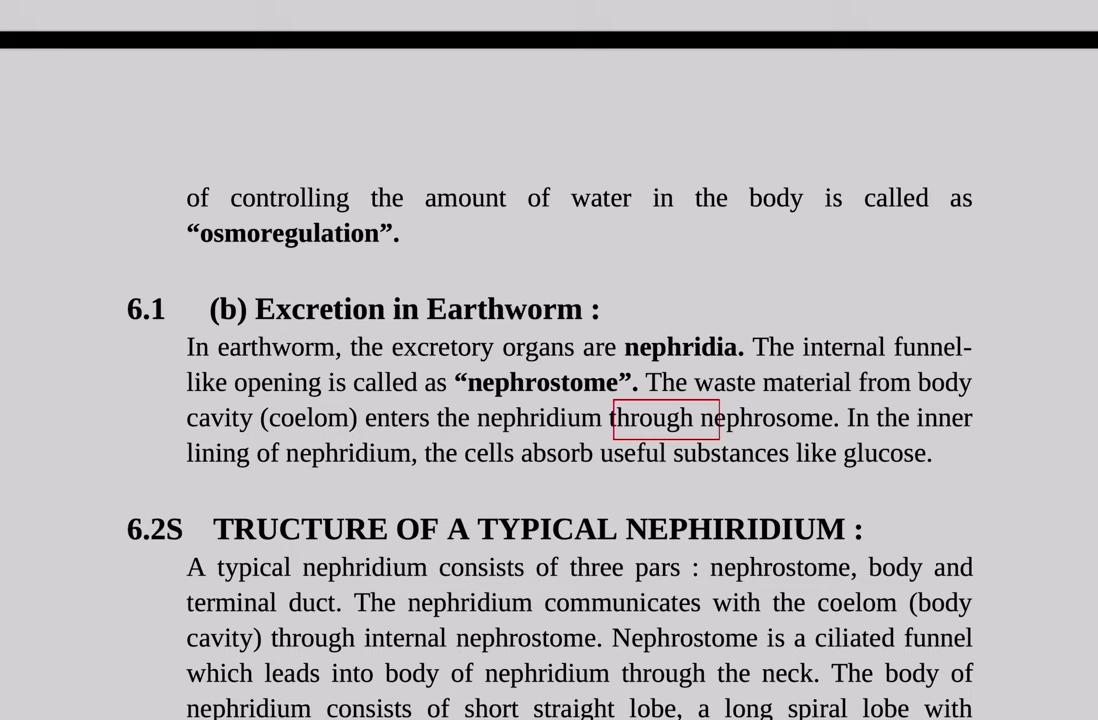 of controlling the amount of water in the body is called as
“osmoregulation”.
6.1 (b) Excretion in Earthworm :
In earthworm, the excretory organs are nephridia. The internal funnel-
like opening is called as “nephrostome”. The waste material from body
cavity (coelom) enters the nephridium through nephrosome. In the inner
lining of nephridium, the cells absorb useful substances like glucose.
6.2S TRUCTURE OF A TYPICAL NEPHIRIDIUM :
A typical nephridium consists of three pars : nephrostome, body and
terminal duct. The nephridium communicates with the coelom (body
cavity) through internal nephrostome. Nephrostome is a ciliated funnel
which leads into body of nephridium through the neck. The body of
nephridium consists of short straight lobe, a long spiral lobe with